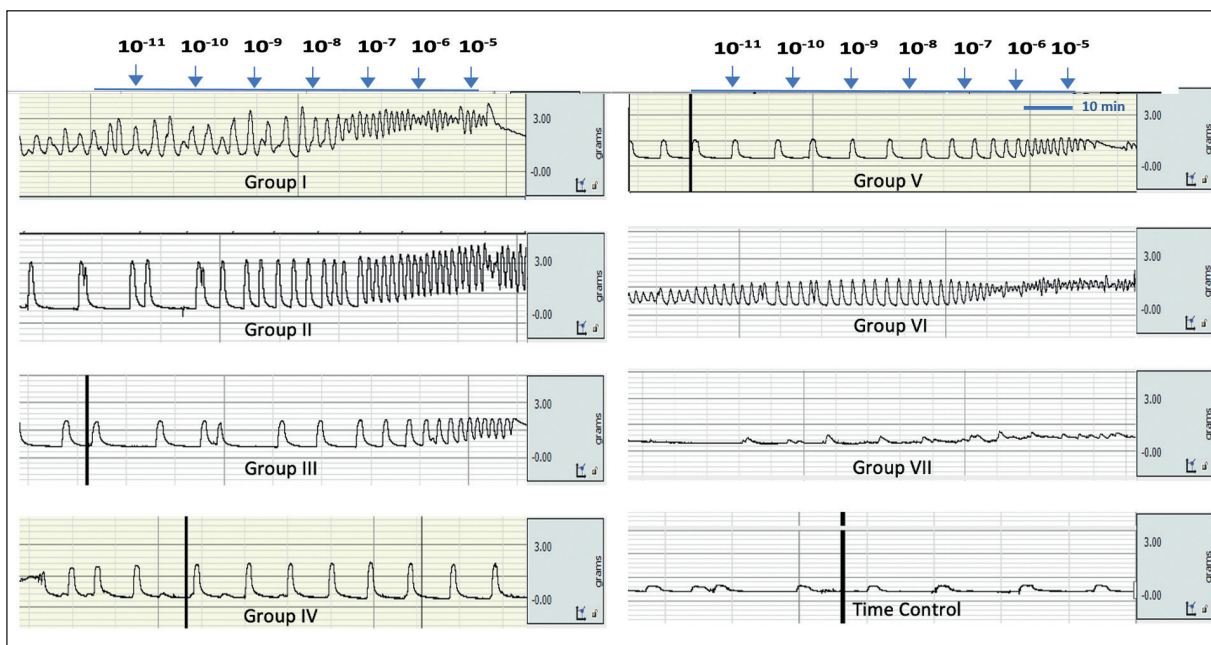 10⁻¹¹ 10⁻¹⁰ 10⁻⁹ 10⁻⁸ 10⁻⁷ 10⁻⁶ 10⁻⁵
3.00
grams
-0.00
Group I
3.00
-0.00
Group II
3.00
-0.00
Group III
3.00
grams
-0.00
Group IV
10⁻¹¹ 10⁻¹⁰ 10⁻⁹ 10⁻⁸ 10⁻⁷ 10⁻⁶ 10⁻⁵
10 min
3.00
grams
-0.00
Group V
3.00
-0.00
Group VI
3.00
grams
-0.00
Group VII
3.00
grams
-0.00
Time Control